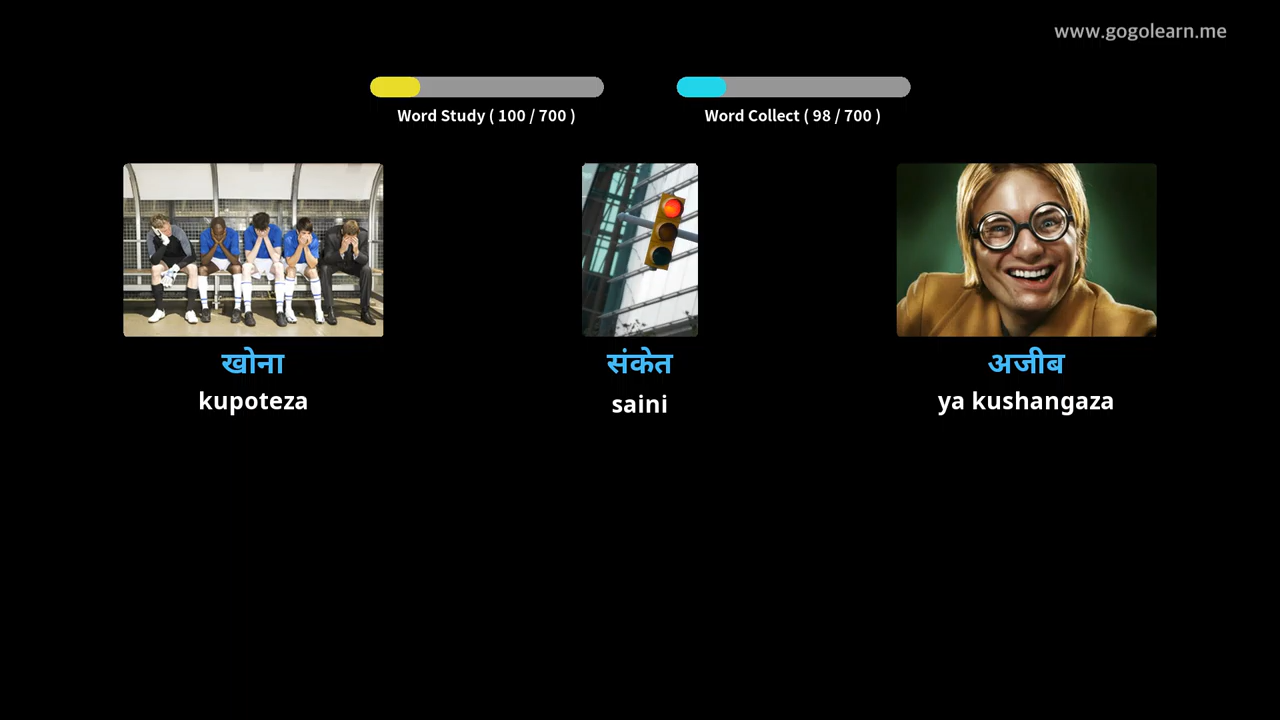 www.gogolearn.me
Word Study ( 100 / 700 )
Word Collect ( 98 / 700 )
खोना
kupoteza
संकेत
saini
अजीब
ya kushangaza